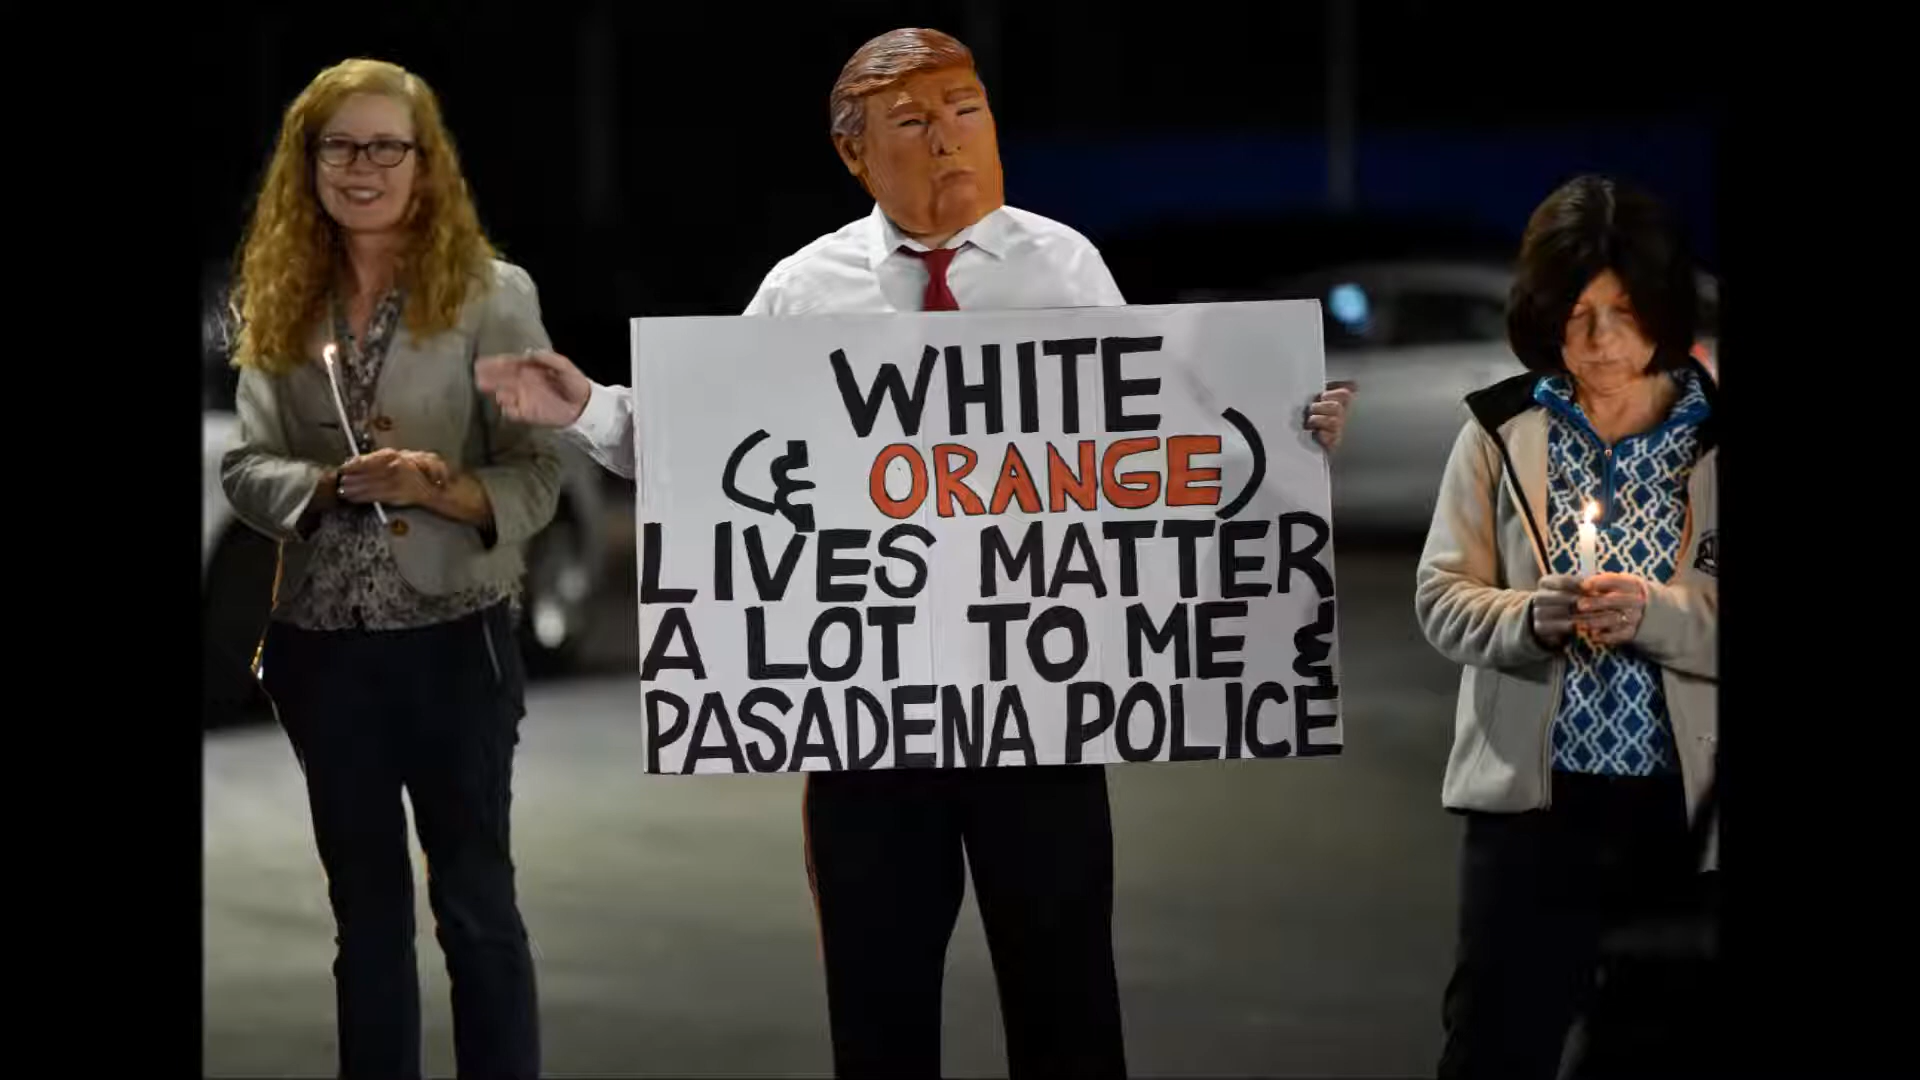 WHITE
(& ORANGE)
LIVES MATTER
A LOT TO ME &
PASADENA POLICE